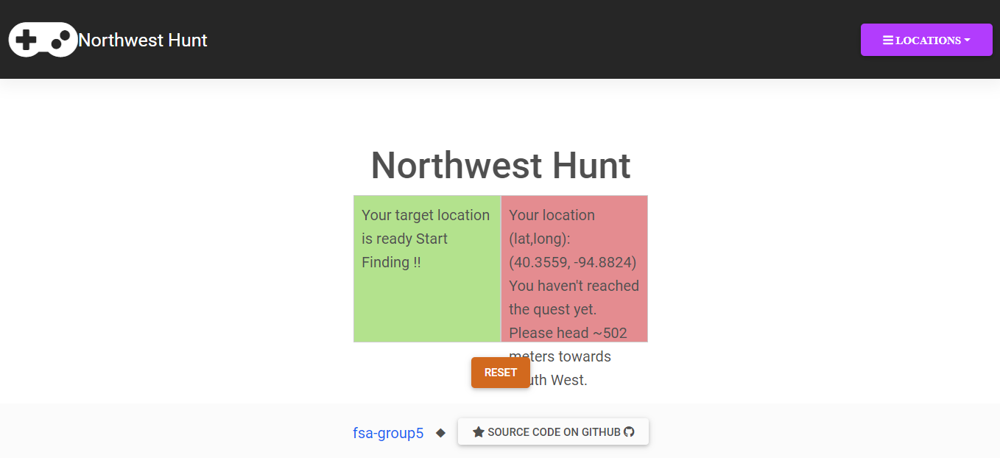 Northwest Hunt
LOCATIONS
Northwest Hunt
Your target location
is ready Start
Finding !!
Your location
(lat,long):
(40.3559, -94.8824)
You haven't reached
the quest yet.
Please head ~502
meters towards
uth West.
RESET
fsa-group5
SOURCE CODE ON GITHUB